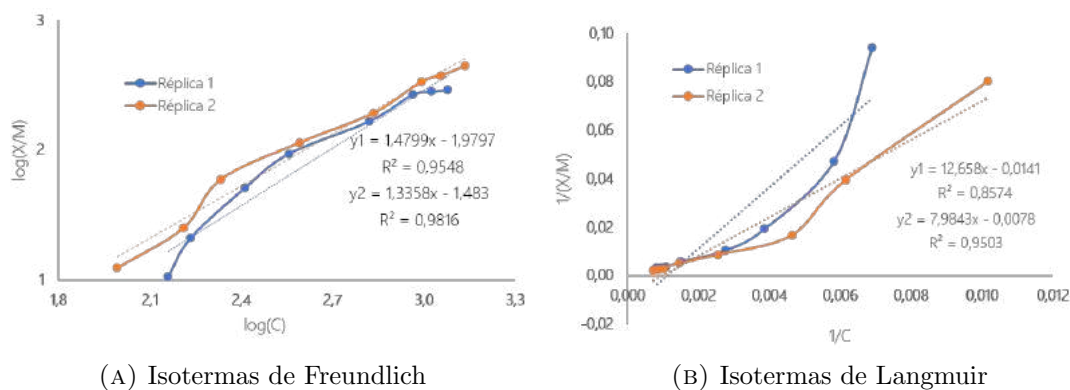 3
2
1
log(X/M)
Réplica 1
Réplica 2
y1 = 1,4799x - 1,9797
R² = 0,9548
y2 = 1,3358x - 1,483
R² = 0,9816
1,8
2,1
2,4
2,7
3,0
3,3
log(C)
(A) Isotermas de Freundlich
0,10
0,08
0,06
0,04
0,02
0,00
-0,02
1/(X/M)
Réplica 1
Réplica 2
y1 = 12,658x - 0,0141
R² = 0,8574
y2 = 7,9843x - 0,0078
R² = 0,9503
0,000
0,002
0,004
0,006
0,008
0,010
0,012
1/C
(B) Isotermas de Langmuir